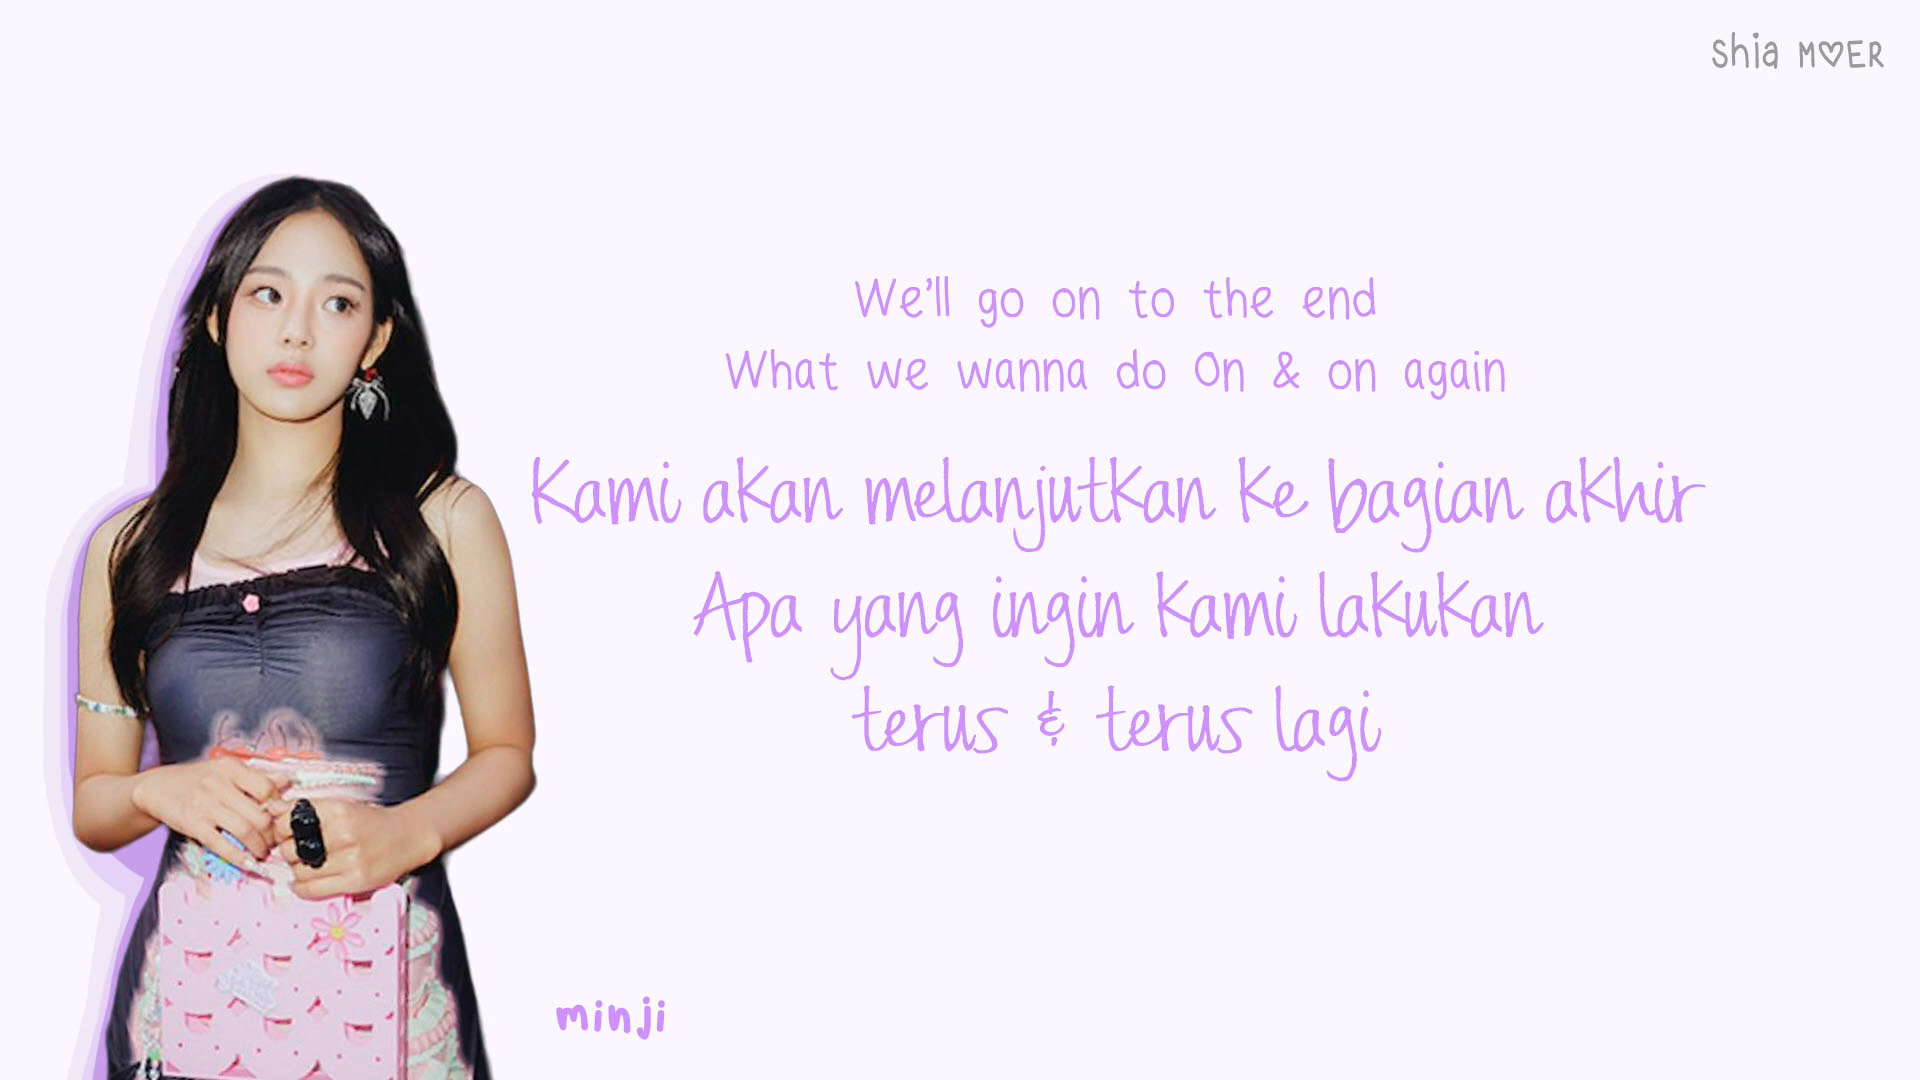 Shia M♡ER
We'll go on to the end
What we wanna do On & on again
Kami akan melanjutkan ke bagian akhir
Apa yang ingin kami lakukan
terus & terus lagi
minji